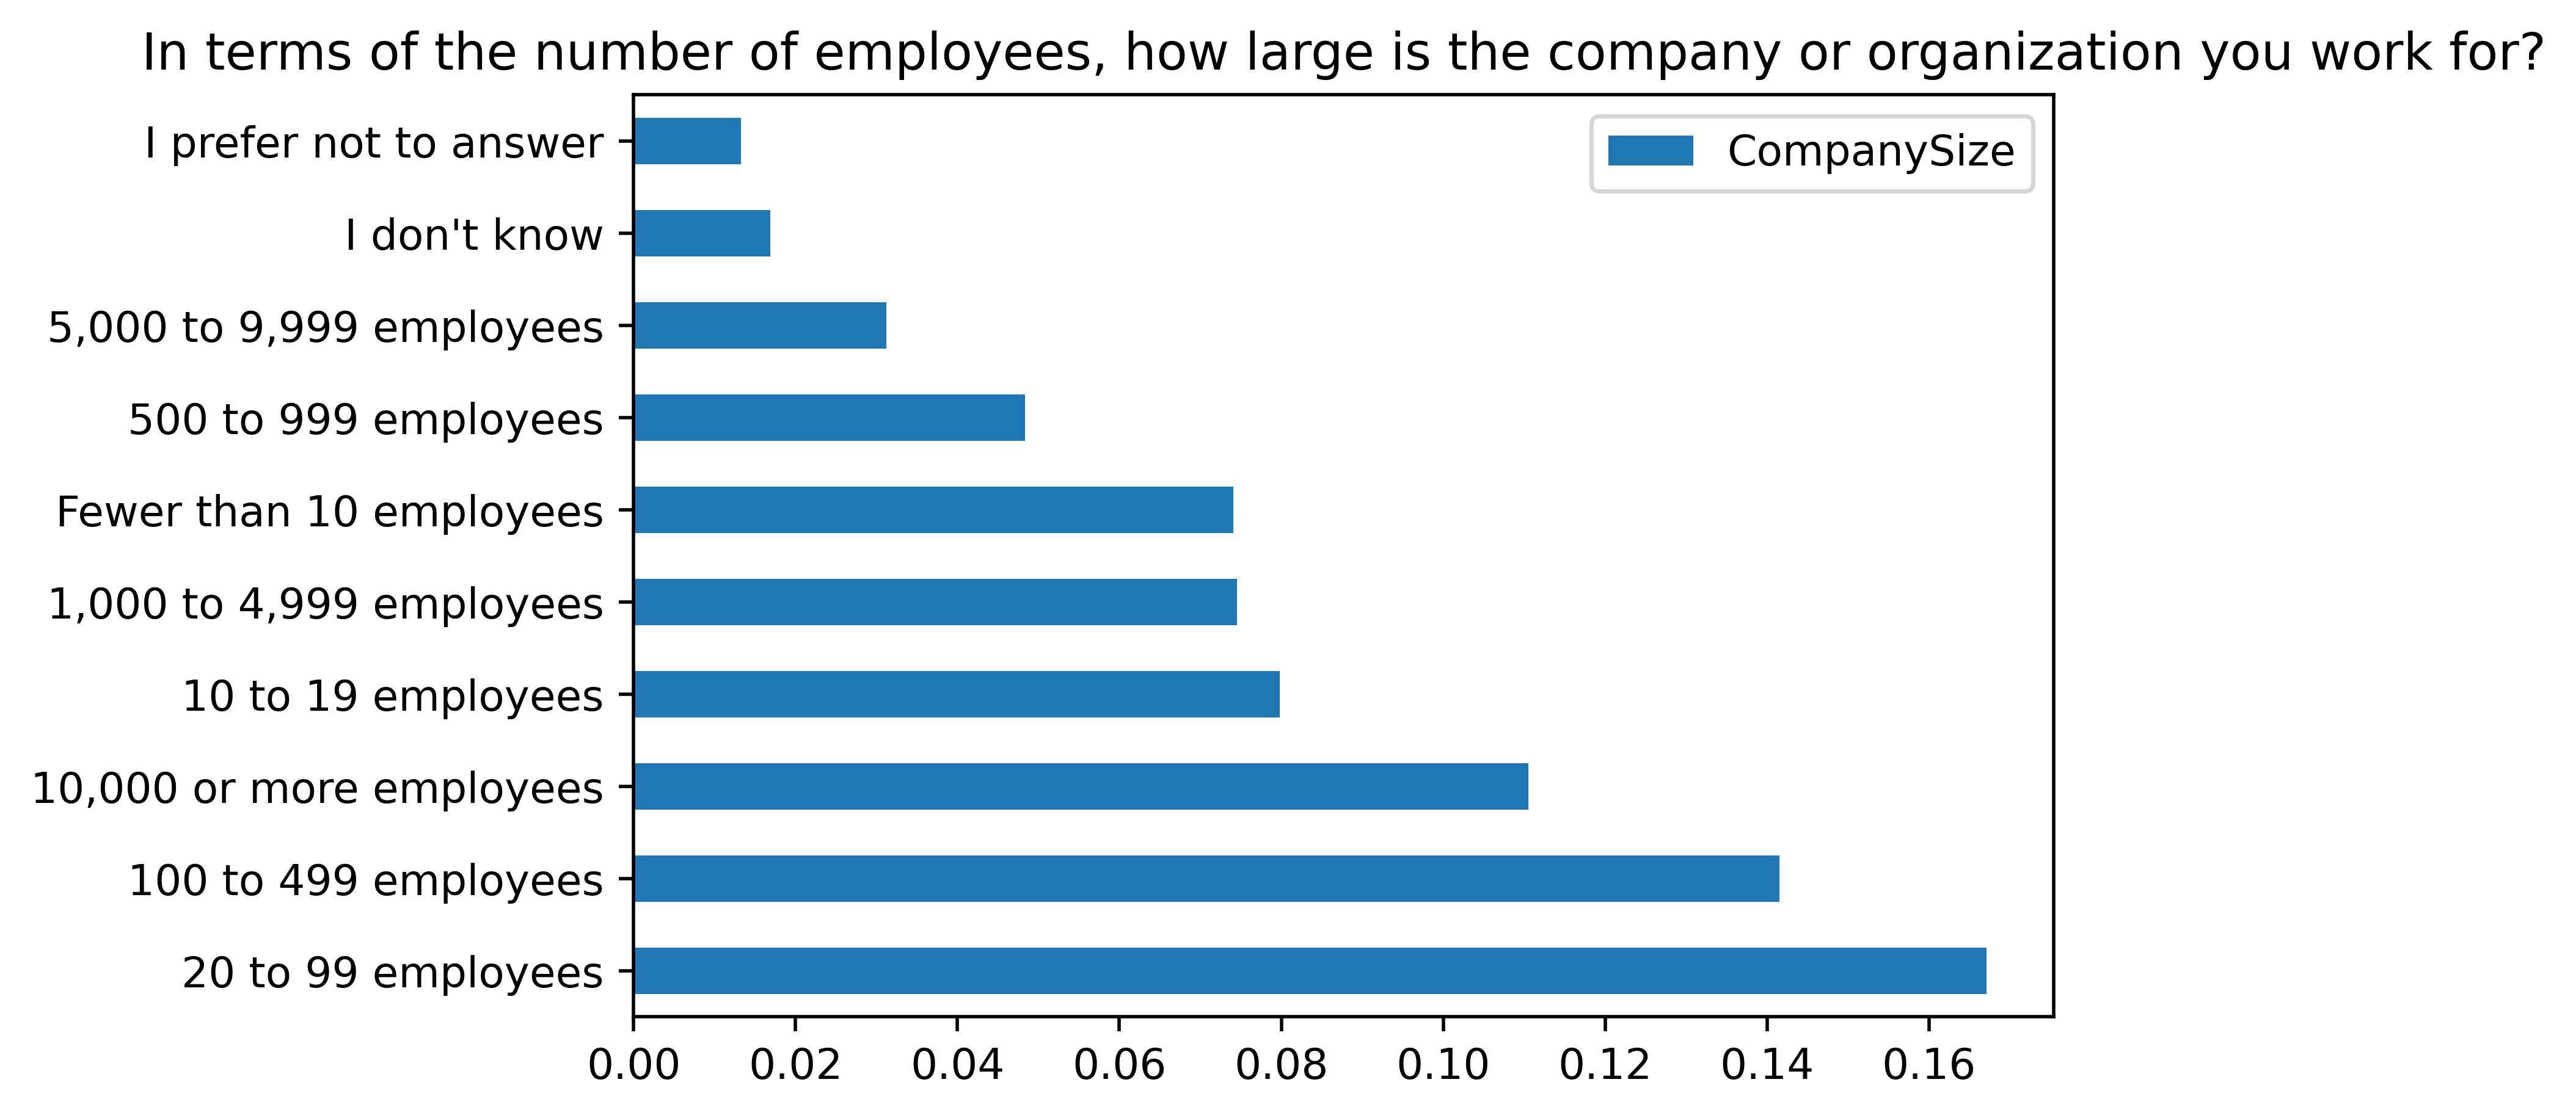 In terms of the number of employees, how large is the company or organization you work for?
CompanySize
I prefer not to answer
I don't know
5,000 to 9,999 employees
500 to 999 employees
Fewer than 10 employees
1,000 to 4,999 employees
10 to 19 employees
10,000 or more employees
100 to 499 employees
20 to 99 employees
0.00 0.02 0.04 0.06 0.08 0.10 0.12 0.14 0.16